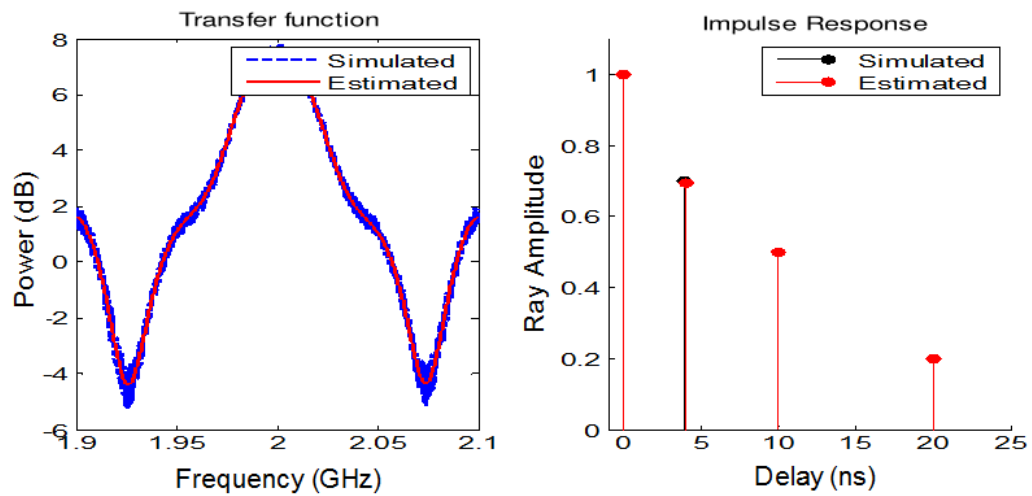 Transfer function
8
6
4
2
0
-2
-4
-6
1.9
1.95
2
2.05
2.1
Power (dB)
Frequency (GHz)
Simulated
Estimated
Impulse Response
1
0.8
0.6
0.4
0.2
0
0
5
10
15
20
25
Ray Amplitude
Delay (ns)
Simulated
Estimated